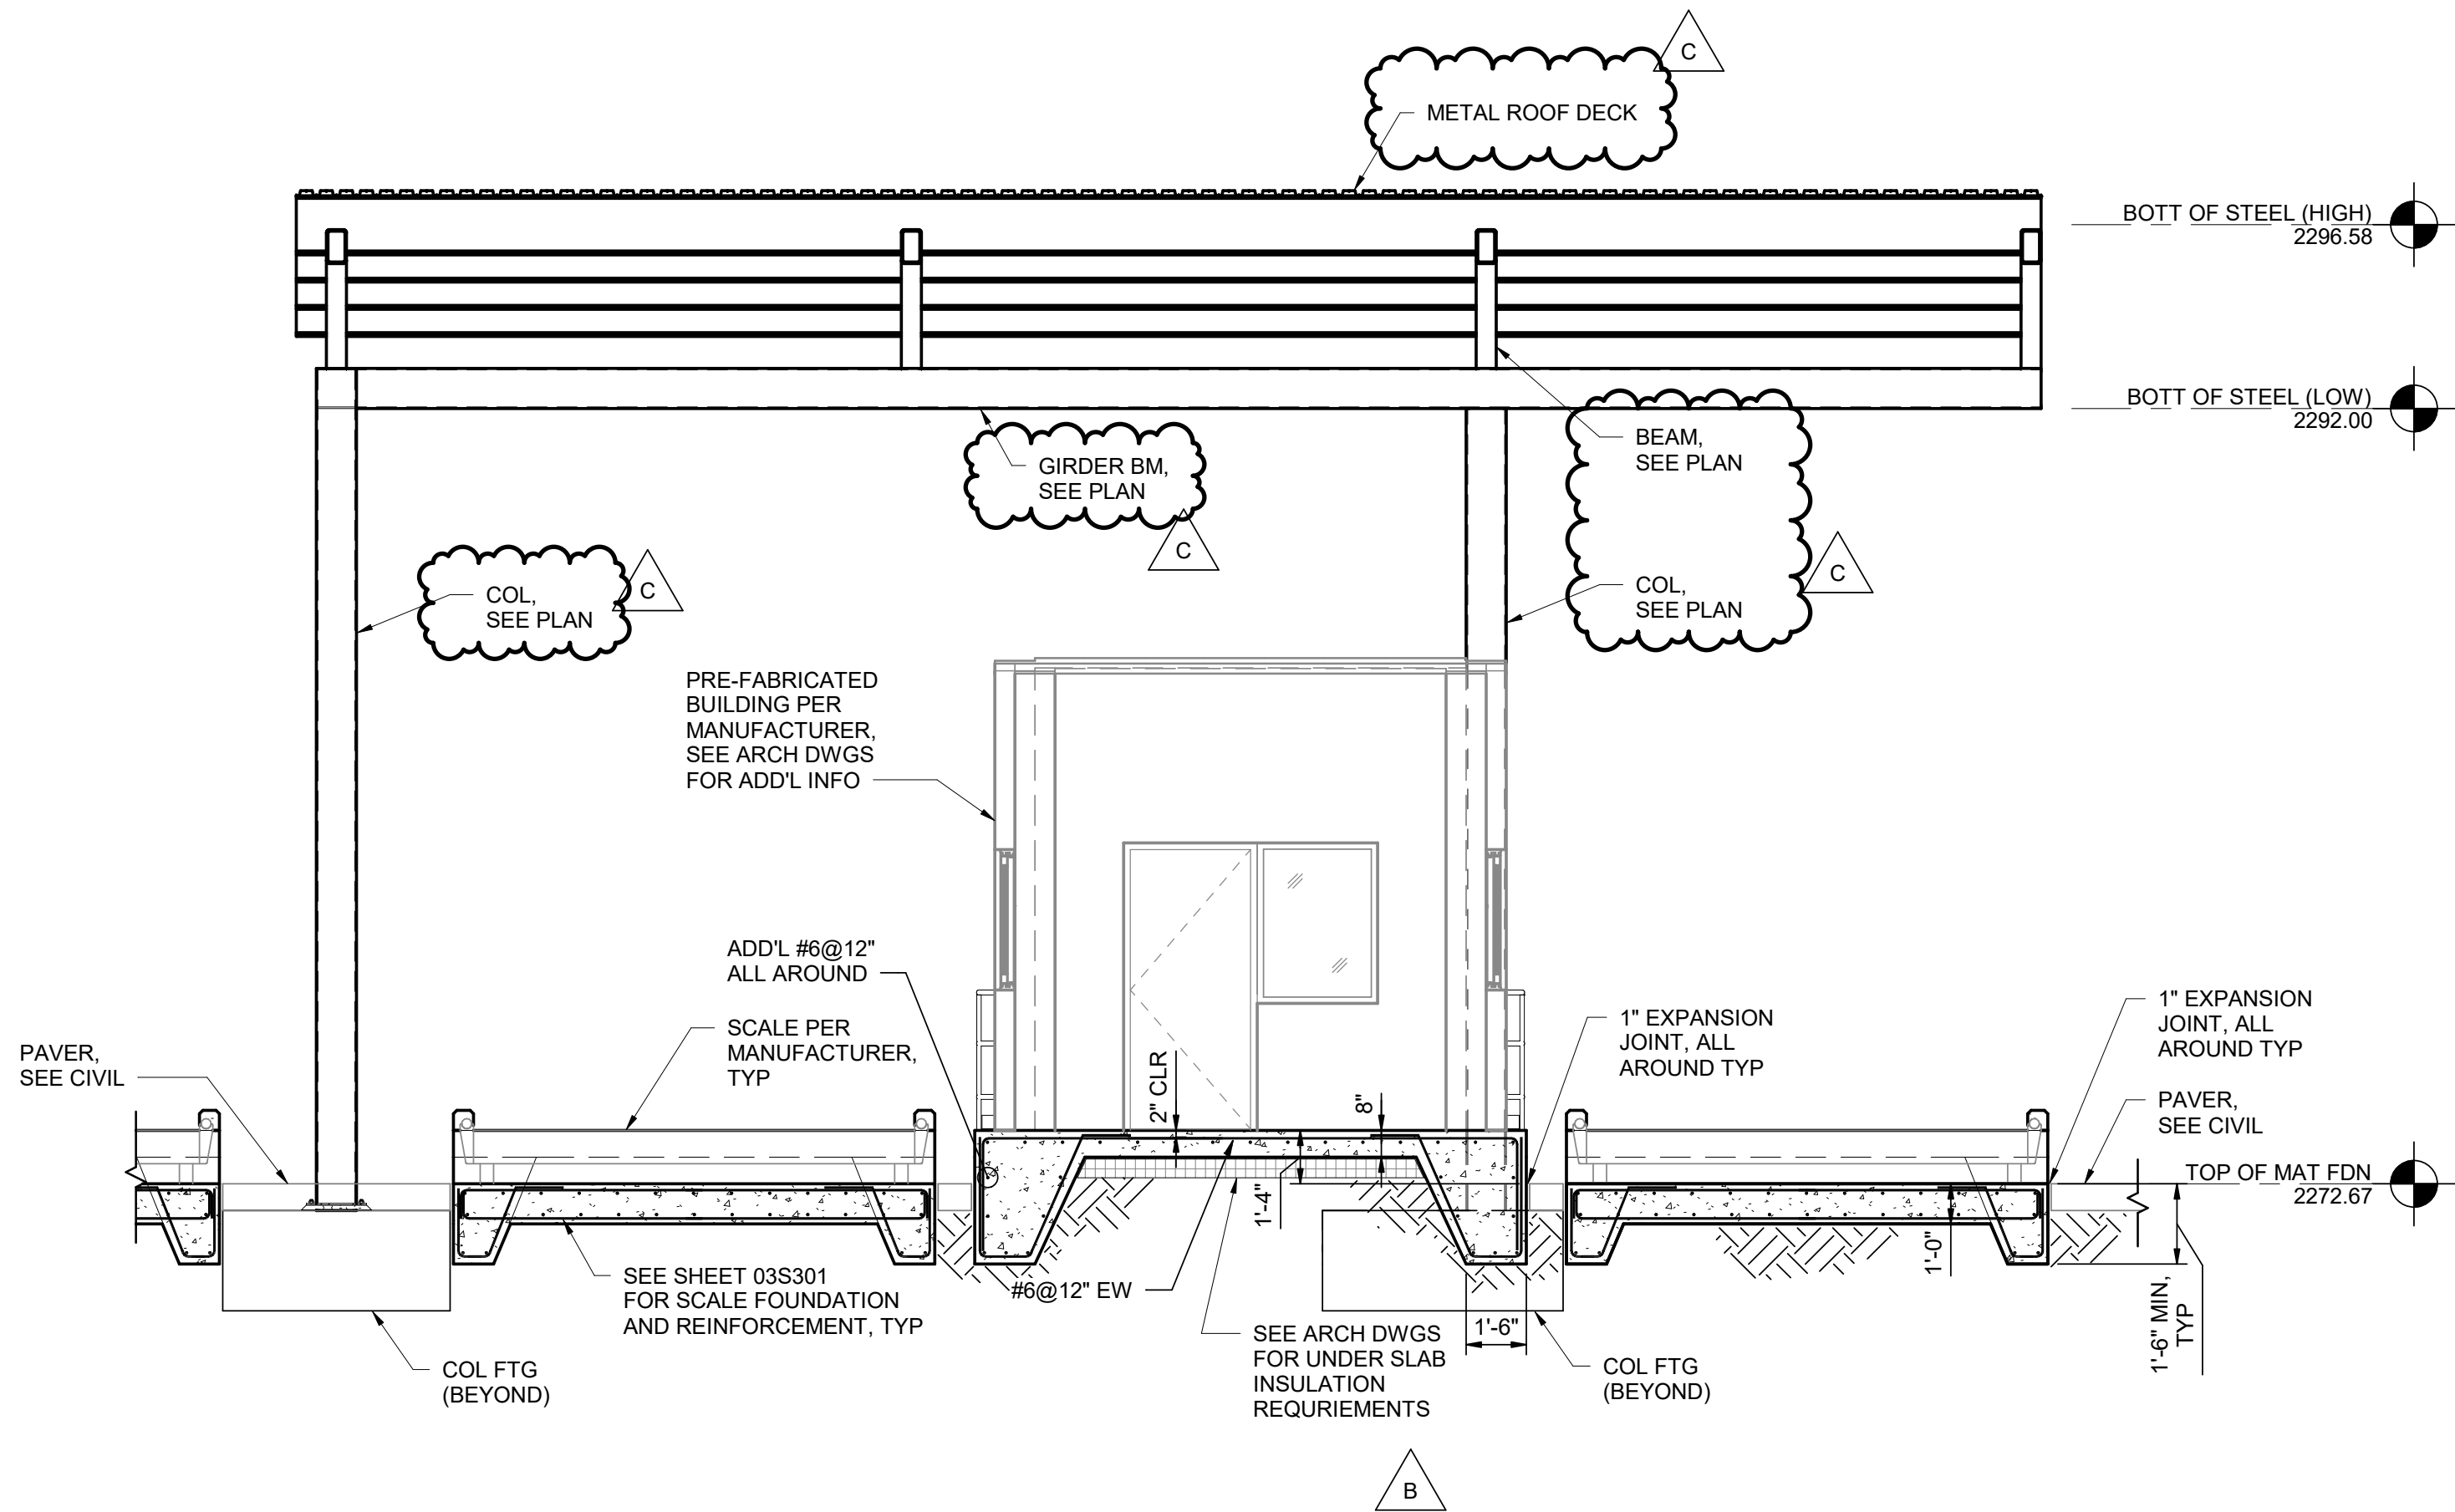 C
METAL ROOF DECK
BOTT OF STEEL (HIGH)
2296.58
BOTT OF STEEL (LOW)
2292.00
BEAM,
SEE PLAN
GIRDER BM,
SEE PLAN
C
COL,
SEE PLAN
C
COL,
SEE PLAN
C
PRE-FABRICATED
BUILDING PER
MANUFACTURER,
SEE ARCH DWGS
FOR ADD'L INFO
ADD'L #6@12"
ALL AROUND
SCALE PER
MANUFACTURER,
TYP
PAVER,
SEE CIVIL
2" CLR
8"
1'-4"
1" EXPANSION
JOINT, ALL
AROUND TYP
1" EXPANSION
JOINT, ALL
AROUND TYP
PAVER,
SEE CIVIL
TOP OF MAT FDN
2272.67
1'-0"
1'-6" MIN,
TYP
SEE SHEET 03S301
FOR SCALE FOUNDATION
AND REINFORCEMENT, TYP
#6@12" EW
1'-6"
SEE ARCH DWGS
FOR UNDER SLAB
INSULATION
REQURIEMENTS
COL FTG
(BEYOND)
COL FTG
(BEYOND)
B